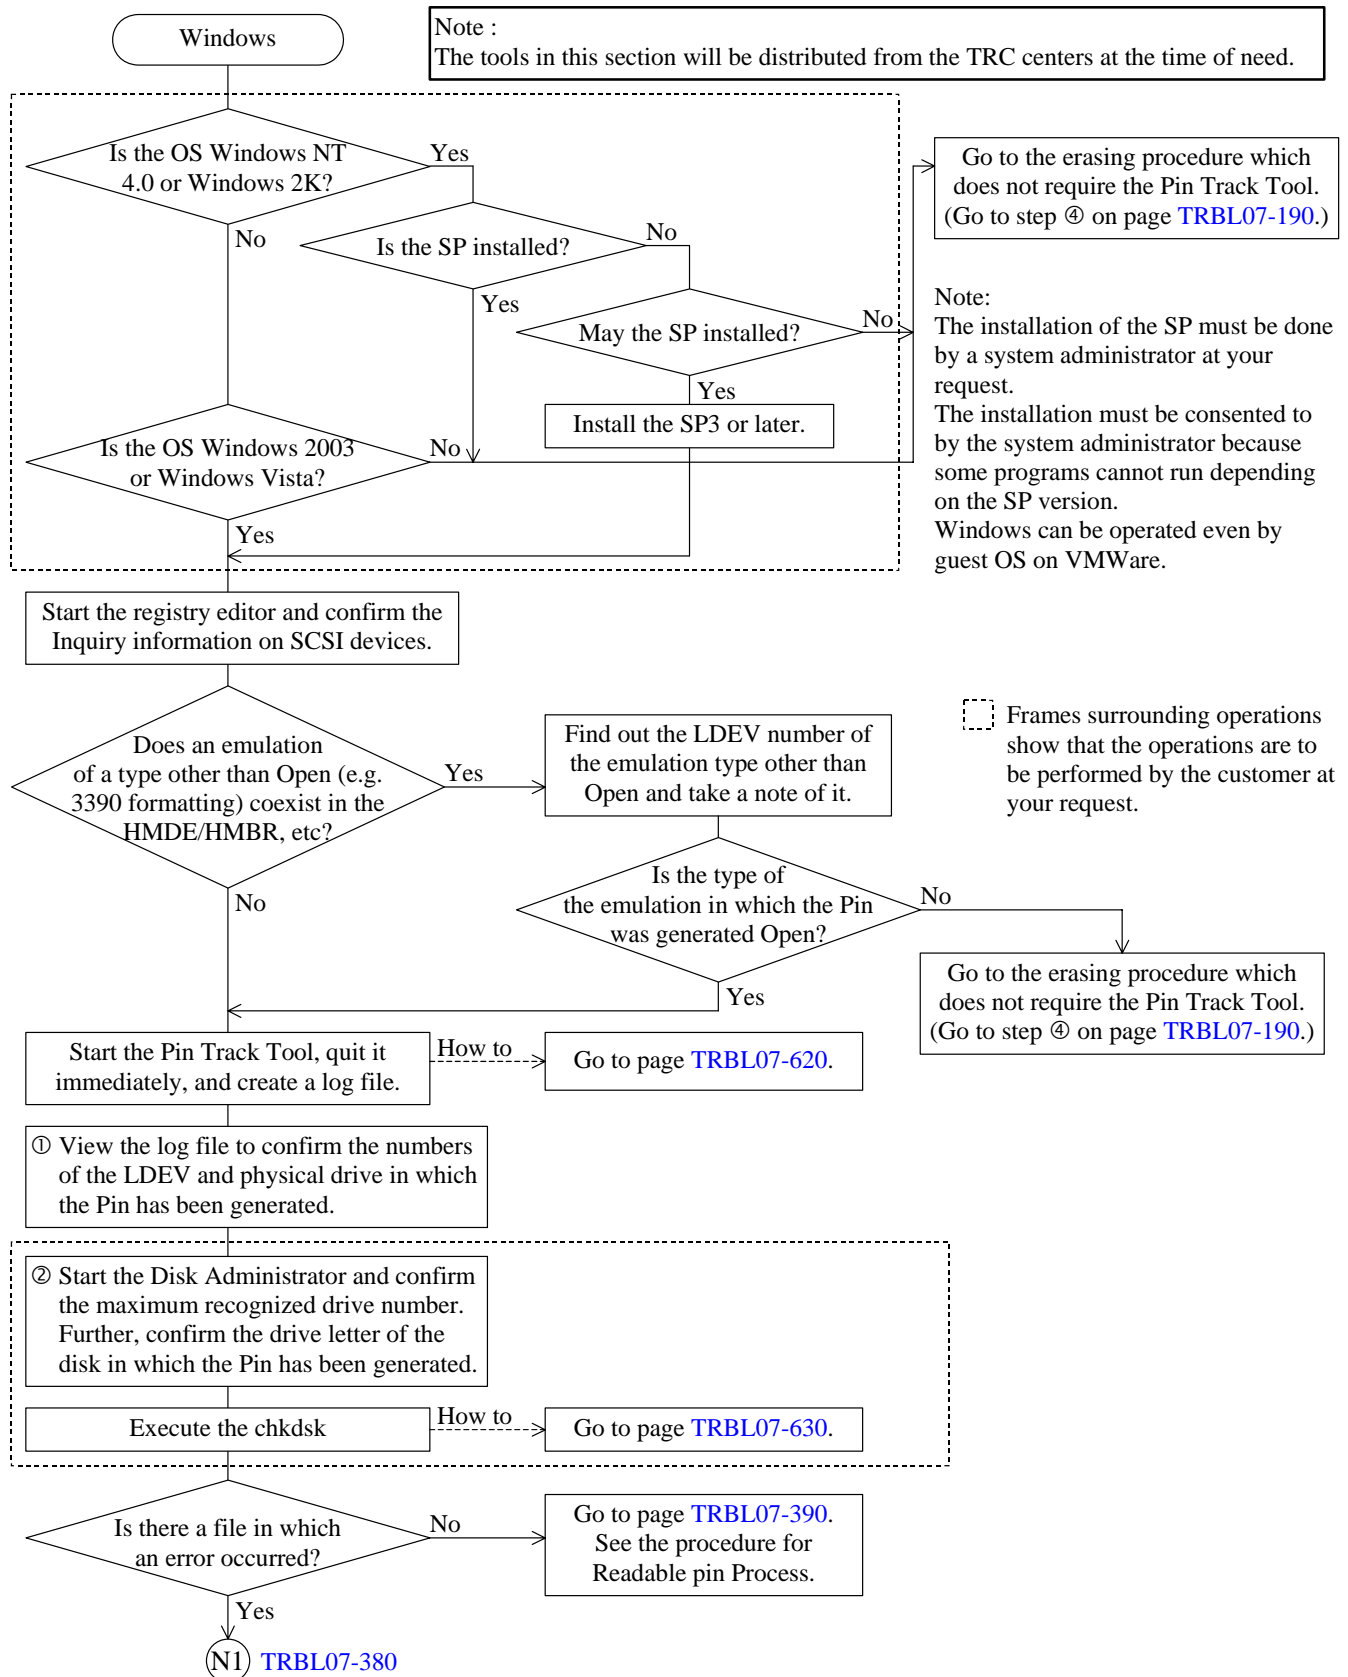 Windows
Note :
The tools in this section will be distributed from the TRC centers at the time of need.
Is the OS Windows NT
4.0 or Windows 2K?
Yes
No
Is the SP installed?
No
Yes
May the SP installed?
No
Yes
Install the SP3 or later.
Go to the erasing procedure which
does not require the Pin Track Tool.
(Go to step ④ on page TRBL07-190.)
Note:
The installation of the SP must be done
by a system administrator at your
request.
The installation must be consented to
by the system administrator because
some programs cannot run depending
on the SP version.
Windows can be operated even by
guest OS on VMWare.
Is the OS Windows 2003
or Windows Vista?
No
Yes
Start the registry editor and confirm the
Inquiry information on SCSI devices.
Does an emulation
of a type other than Open (e.g.
3390 formatting) coexist in the
HMDE/HMBR, etc?
Yes
No
Find out the LDEV number of
the emulation type other than
Open and take a note of it.
Frames surrounding operations
show that the operations are to
be performed by the customer at
your request.
Is the type of
the emulation in which the Pin
was generated Open?
No
Yes
Go to the erasing procedure which
does not require the Pin Track Tool.
(Go to step ④ on page TRBL07-190.)
Start the Pin Track Tool, quit it
immediately, and create a log file.
How to
Go to page TRBL07-620.
① View the log file to confirm the numbers
of the LDEV and physical drive in which
the Pin has been generated.
② Start the Disk Administrator and confirm
the maximum recognized drive number.
Further, confirm the drive letter of the
disk in which the Pin has been generated.
Execute the chkdsk
How to
Go to page TRBL07-630.
Is there a file in which
an error occurred?
No
Yes
Go to page TRBL07-390.
See the procedure for
Readable pin Process.
N1 TRBL07-380